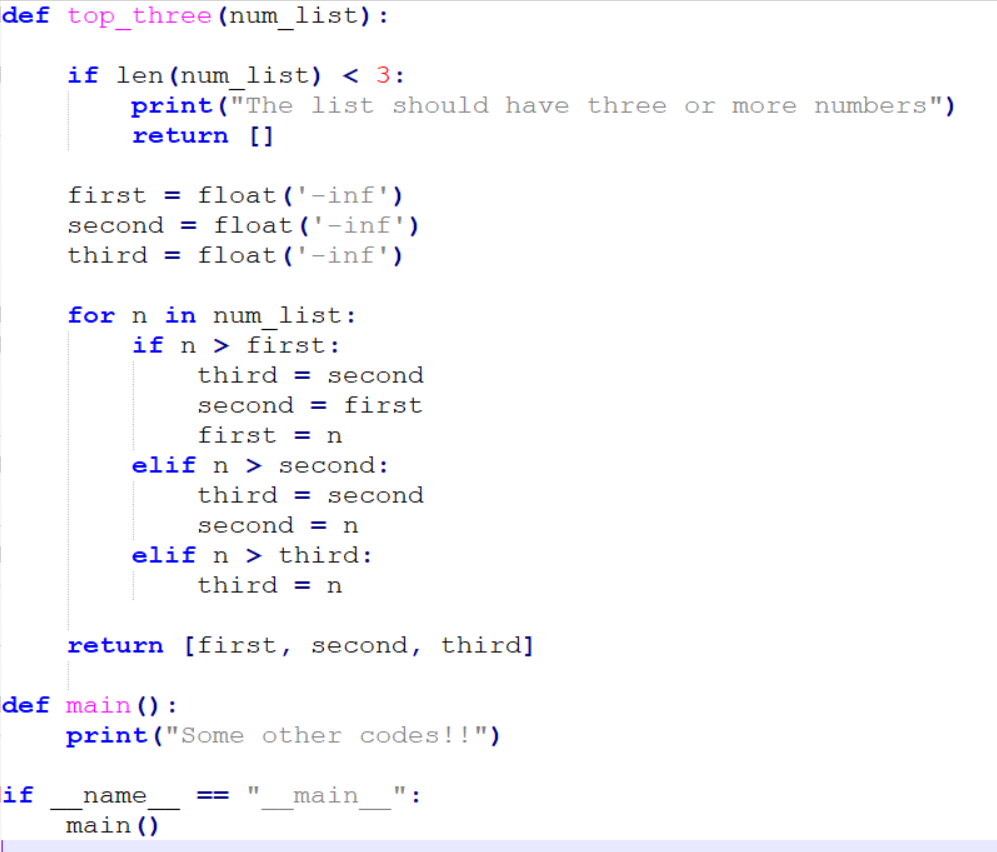 def top_three(num_list):
    if len(num_list) < 3:
        print("The list should have three or more numbers")
        return []
    first = float('-inf')
    second = float('-inf')
    third = float('-inf')
    for n in num_list:
        if n > first:
            third = second
            second = first
            first = n
        elif n > second:
            third = second
            second = n
        elif n > third:
            third = n
    return [first, second, third]
def main():
    print("Some other codes!!")
if __name__ == "__main__":
    main()